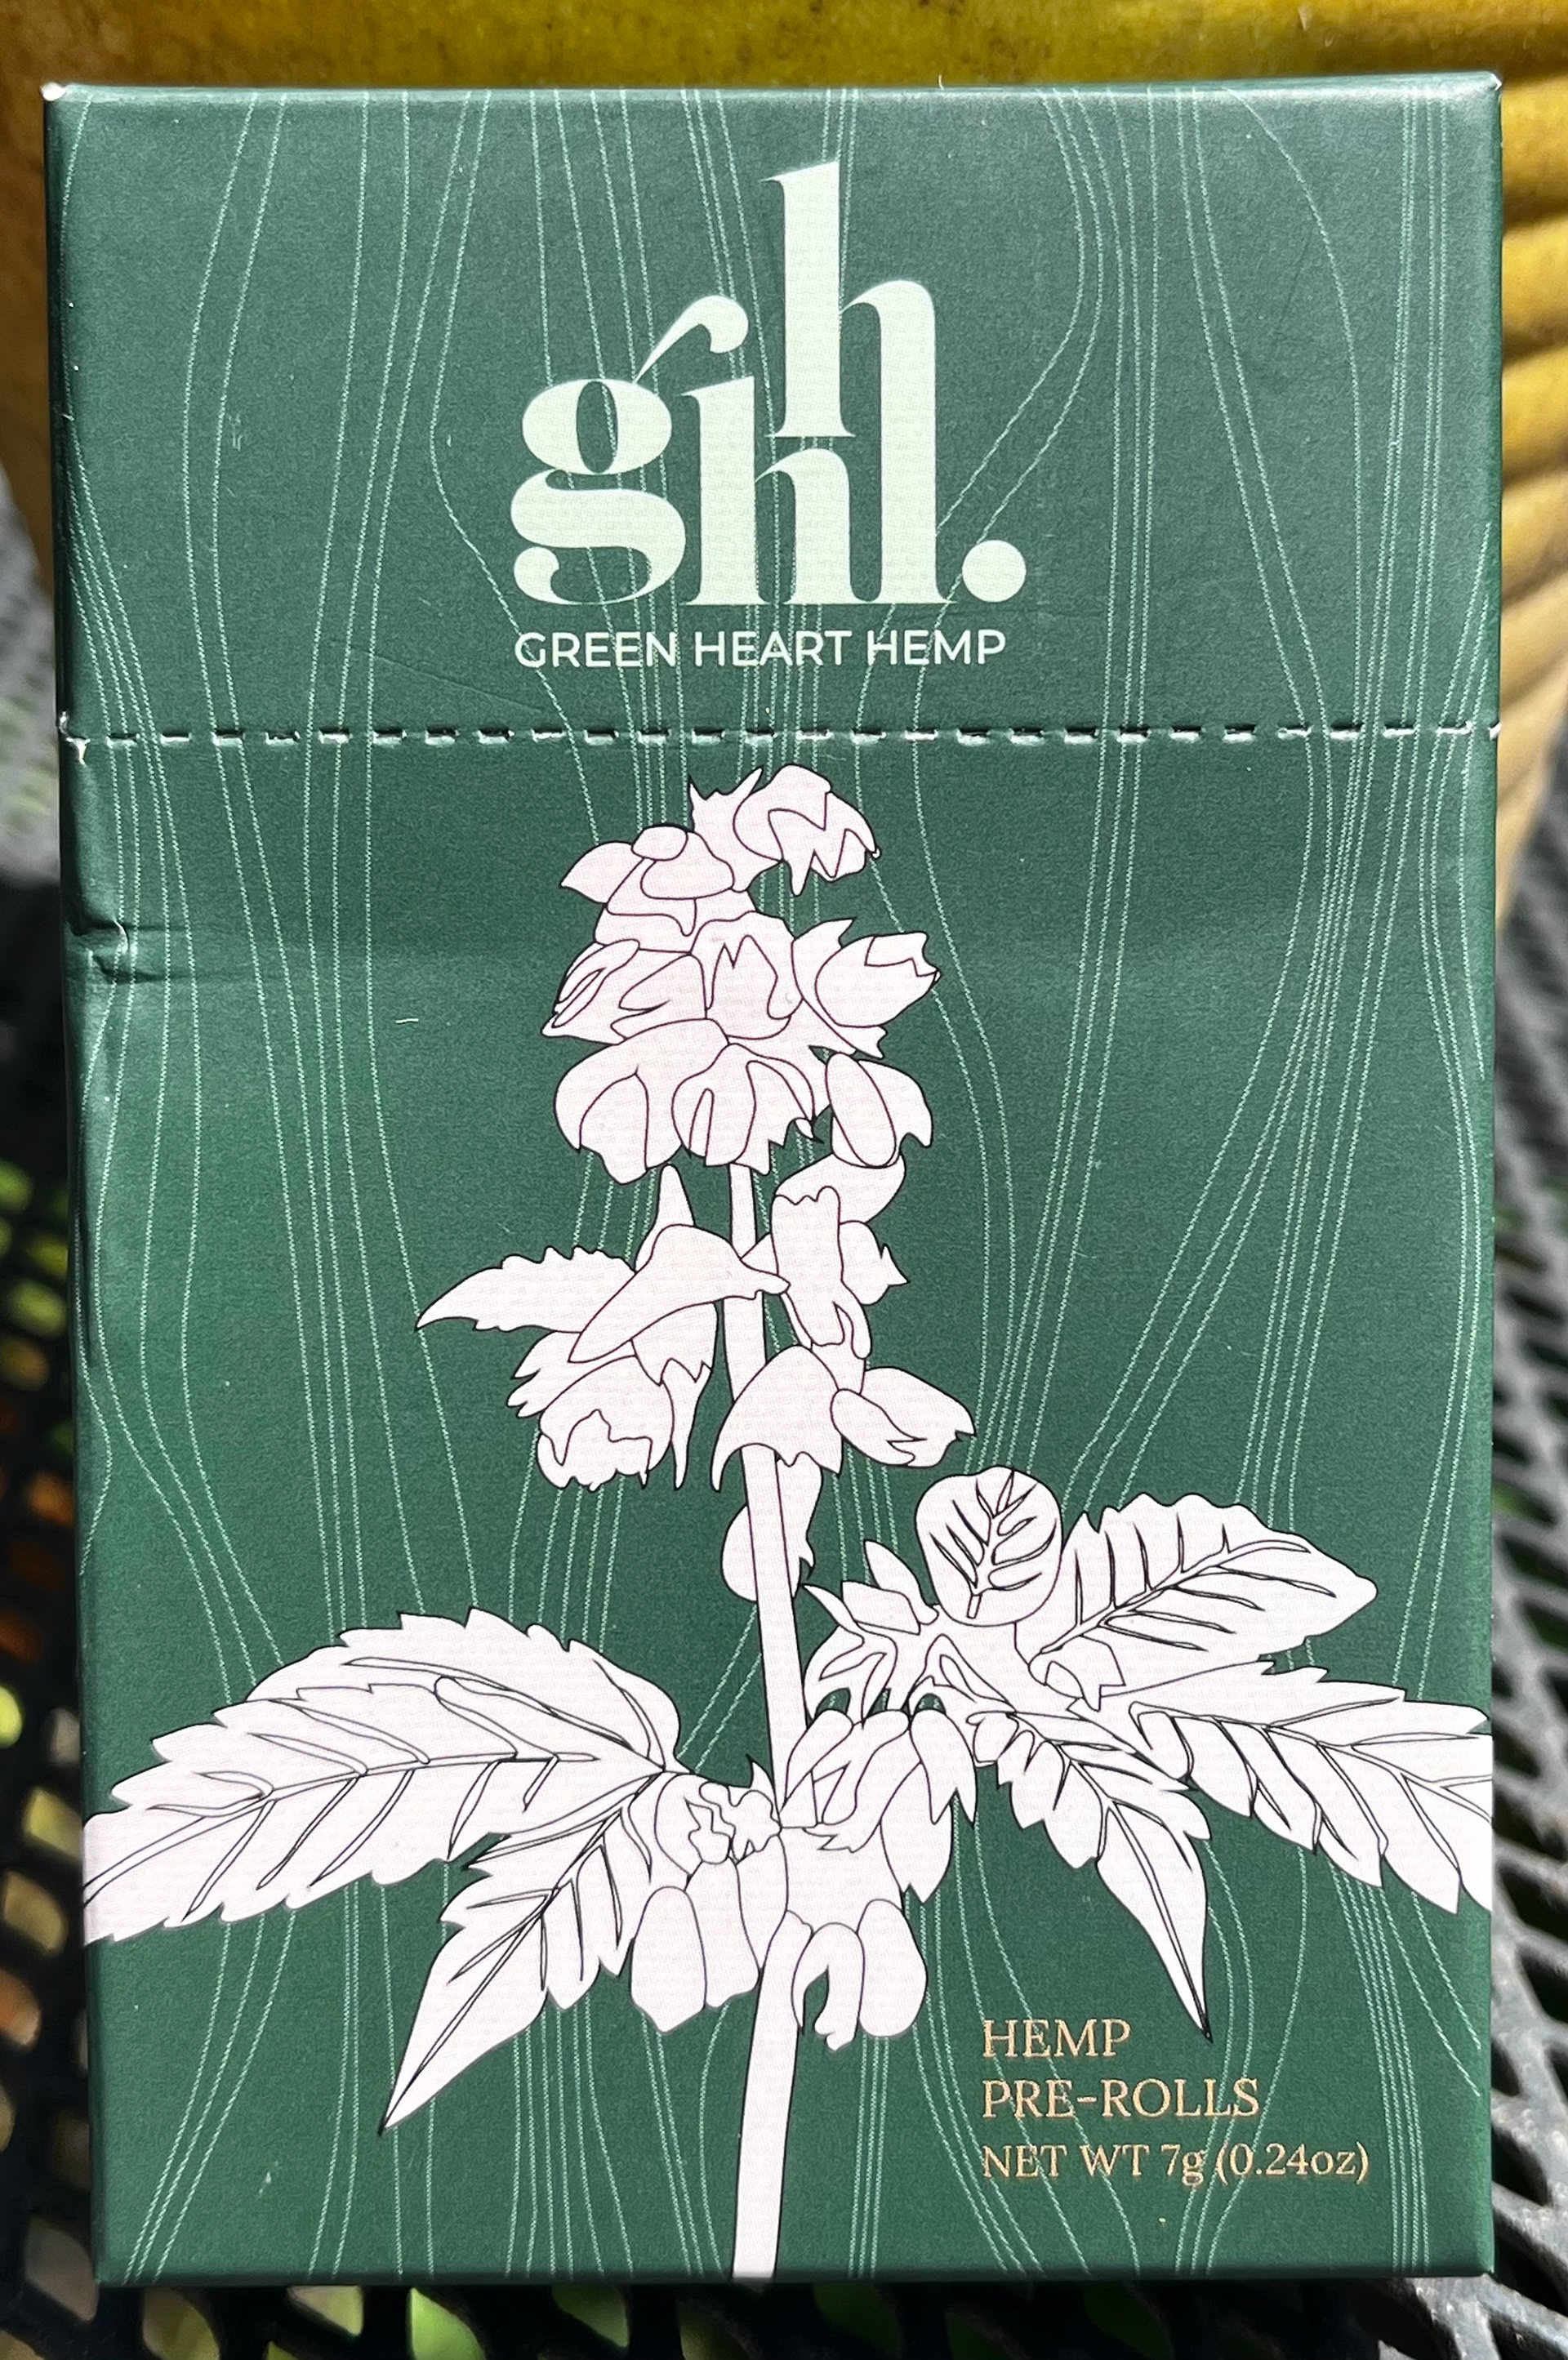 ghh.
GREEN HEART HEMP
HEMP
PRE-ROLLS
NET WT 7g (0.24oz)